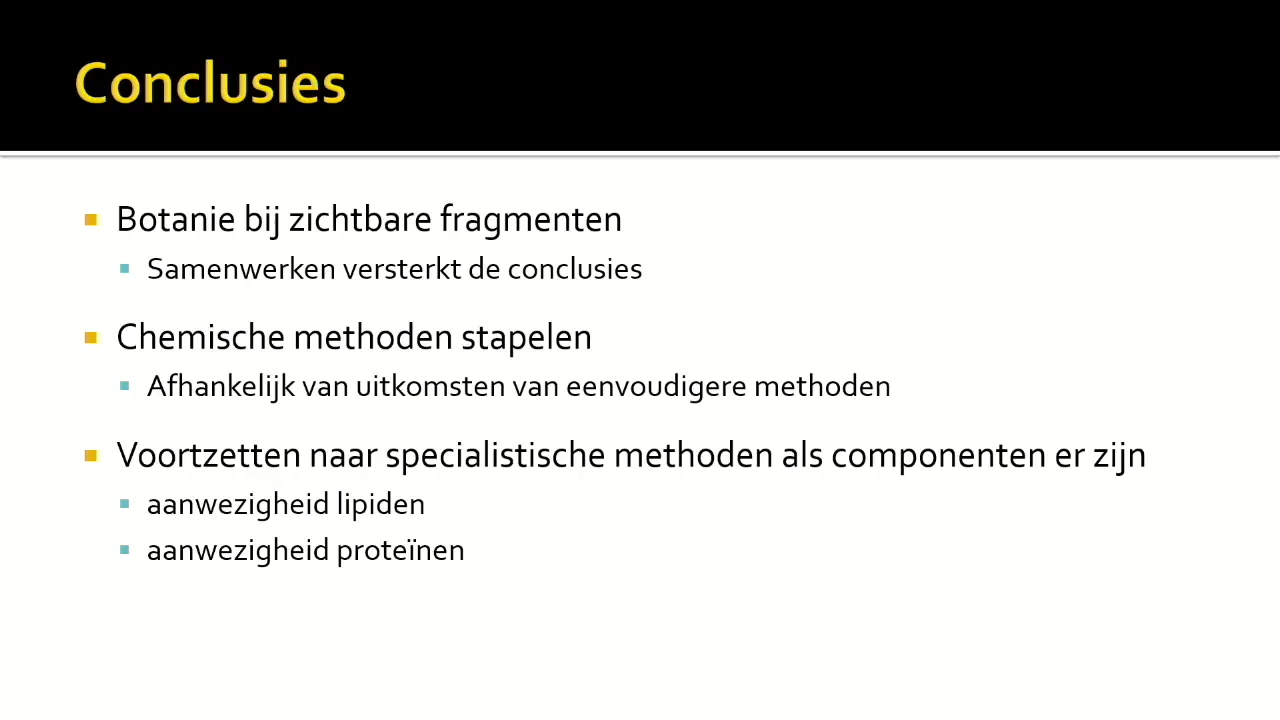 Conclusies
Botanie bij zichtbare fragmenten
Samenwerken versterkt de conclusies
Chemische methoden stapelen
Afhankelijk van uitkomsten van eenvoudigere methoden
Voortzetten naar specialistische methoden als componenten er zijn
aanwezigheid lipiden
aanwezigheid proteïnen